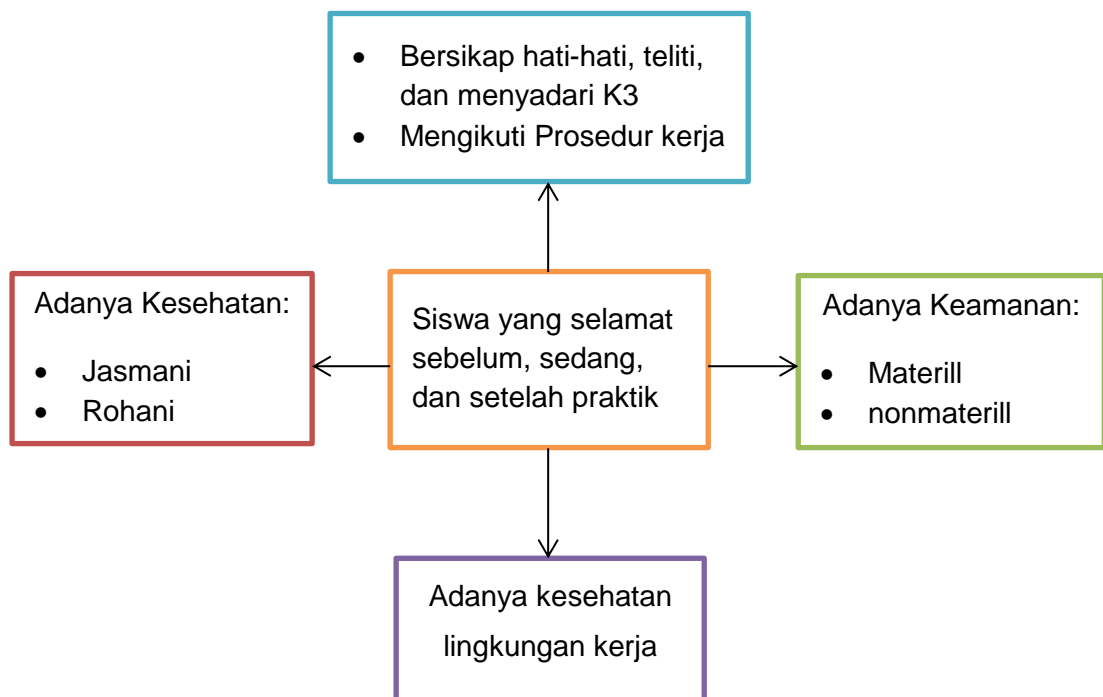 • Bersikap hati-hati, teliti,
dan menyadari K3
• Mengikuti Prosedur kerja
Adanya Kesehatan:
• Jasmani
• Rohani
Siswa yang selamat
sebelum, sedang,
dan setelah praktik
Adanya Keamanan:
• Materill
• nonmaterill
Adanya kesehatan
lingkungan kerja